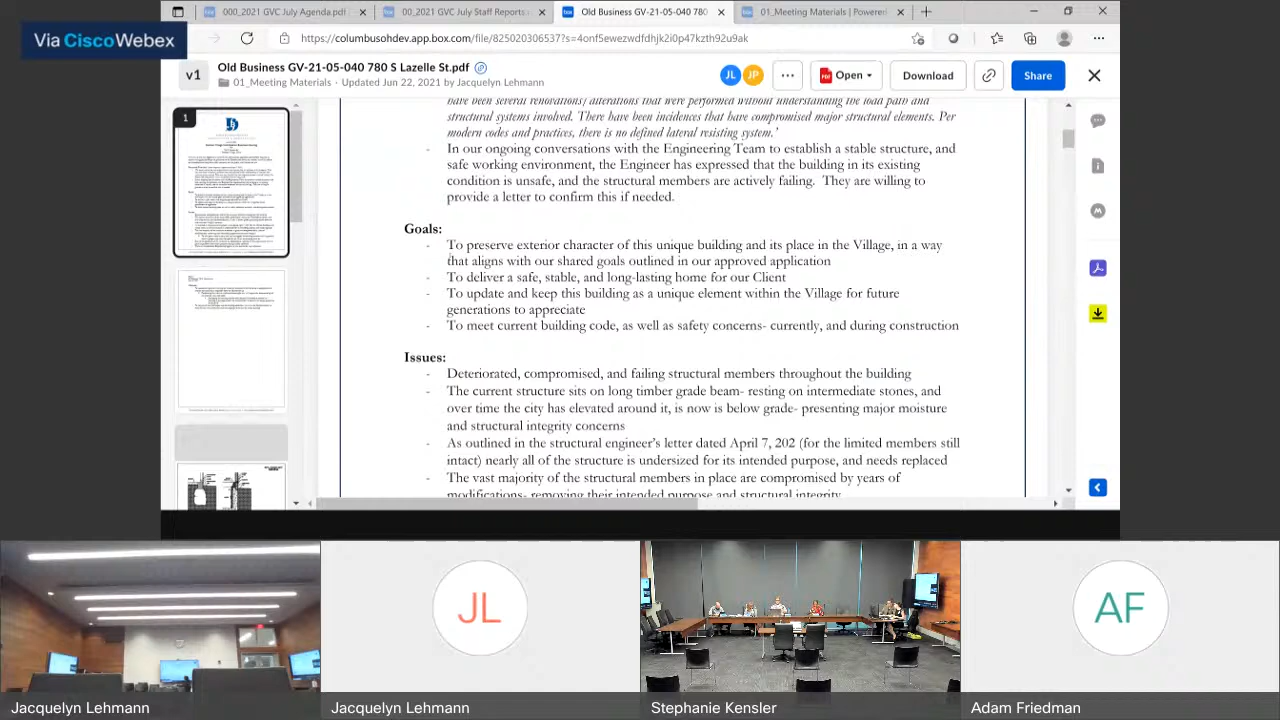 Via Cisco Webex
000_2021 GVC July Agenda.pdf
00_2021 GVC July Staff Reports
Old Business GV-21-05-040 780
01_Meeting Materials | Powere
https://columbusohdev.app.box.com/file/825020306537?s=4onf5ewezwdfdhjk2i0p47kzth92u9ak
v1
Old Business GV-21-05-040 780 S Lazelle St.pdf
01_Meeting Materials · Updated Jun 22, 2021 by Jacquelyn Lehmann
JL
JP
Open
Download
Share
1
have been several renovations/alterations that were performed without understanding the load path and
structural systems involved. There have been incidences that have compromised major structural elements. Per
modern codes and practices, there is no defined lateral resisting system.'
- In our ongoing conversations with the Engineering Team to establish a stable structure, and
safe working environment, the Engineer has expressed that the building in its existing
condition is unsafe, and the structural members are actively failing. They are willing to
provide a letter to confirm this if needed.
Goals:
- To preserve exterior character of this unique building and its place in the Village, in a way
that aligns with our shared goals outlined in our approved application
- To deliver a safe, stable, and long lasting home for our Client
- To update and keep this building as a unique element within the Village for future
generations to appreciate
- To meet current building code, as well as safety concerns- currently, and during construction
Issues:
- Deteriorated, compromised, and failing structural members throughout the building
- The current structure sits on long timber grade beam- resting on intermediate stones, and
over time the city has elevated around it, is now is below grade- presenting major moisture
and structural integrity concerns
- As outlined in the structural engineer's letter dated April 7, 202 (for the limited members still
intact) nearly all of the structure is undersized for its intended purpose, and needs replaced
- The vast majority of the structural members in place are compromised by years of
modifications- removing their intended purpose and structural integrity
JL
AF
Jacquelyn Lehmann
Jacquelyn Lehmann
Stephanie Kensler
Adam Friedman